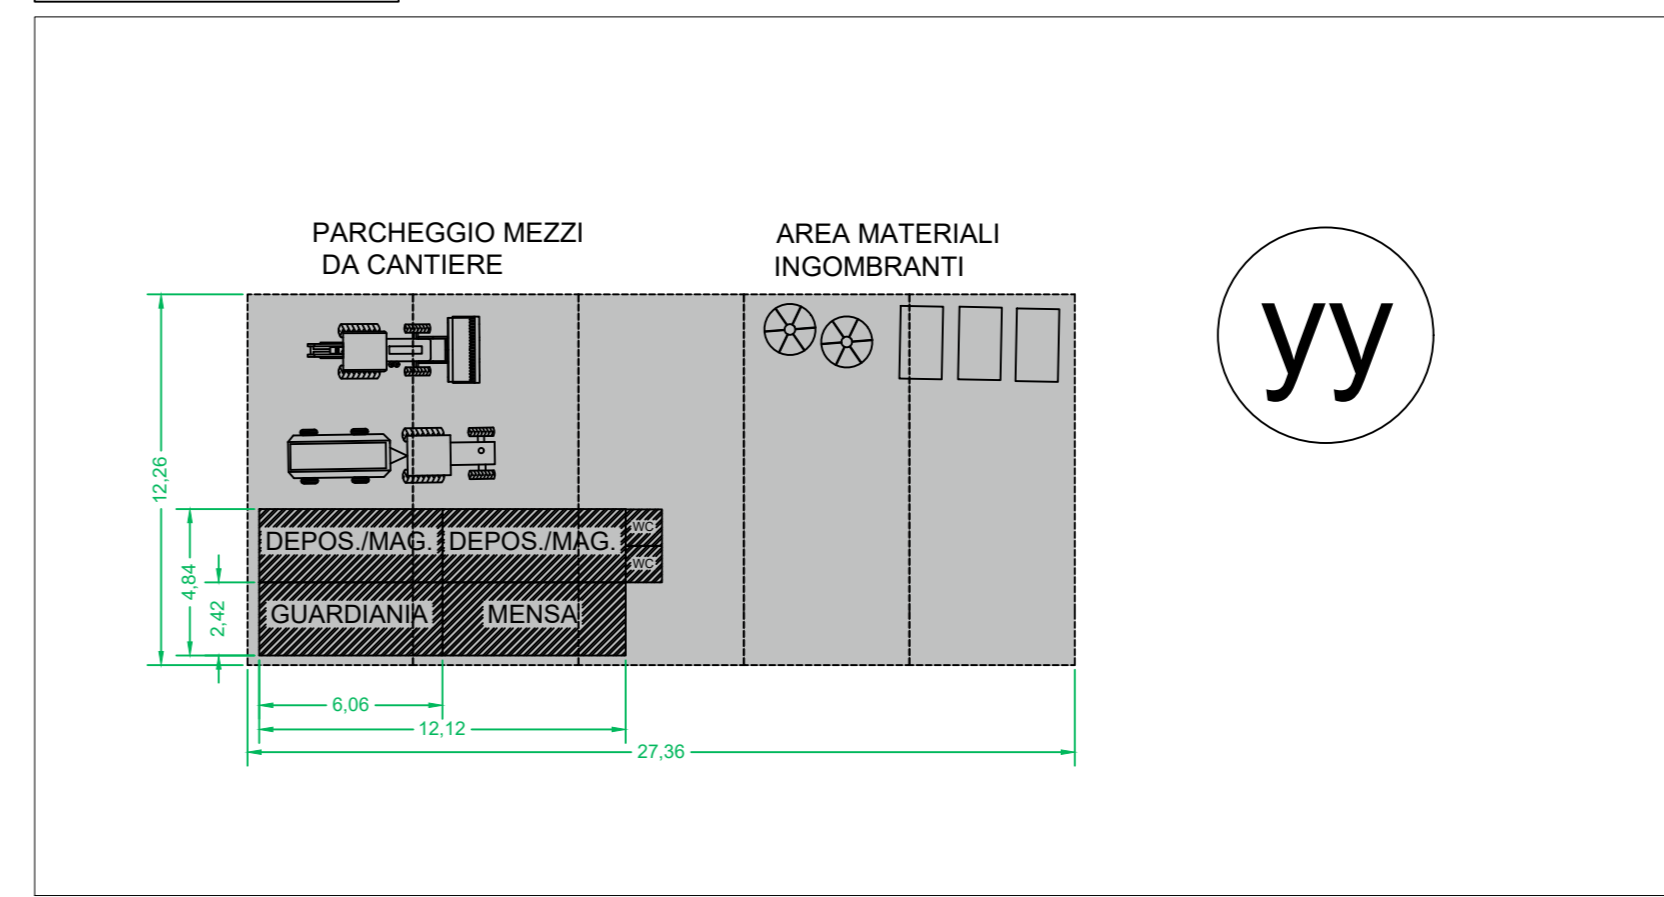 PARCHEGGIO MEZZI
DA CANTIERE
AREA MATERIALI
INGOMBRANTI
yy
12,26
4,84
2,42
DEPOS./MAG.
DEPOS./MAG.
WC
WC
GUARDIANIA
MENSA
6,06
12,12
27,36